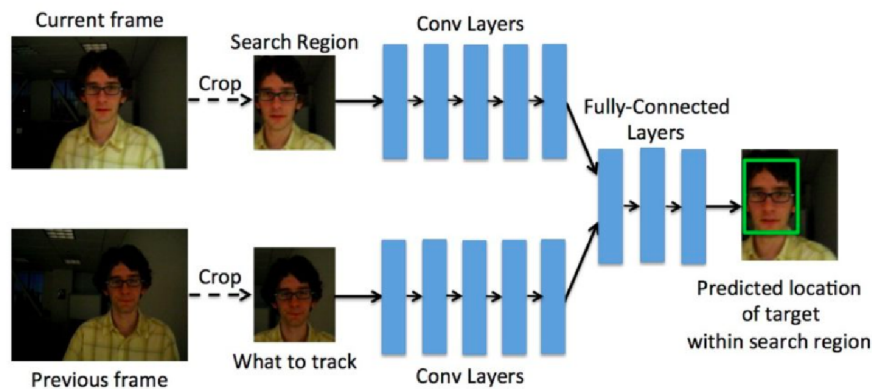 Current frame
Crop
Search Region
Conv Layers
Fully-Connected
Layers
Previous frame
Crop
What to track
Conv Layers
Predicted location
of target
within search region